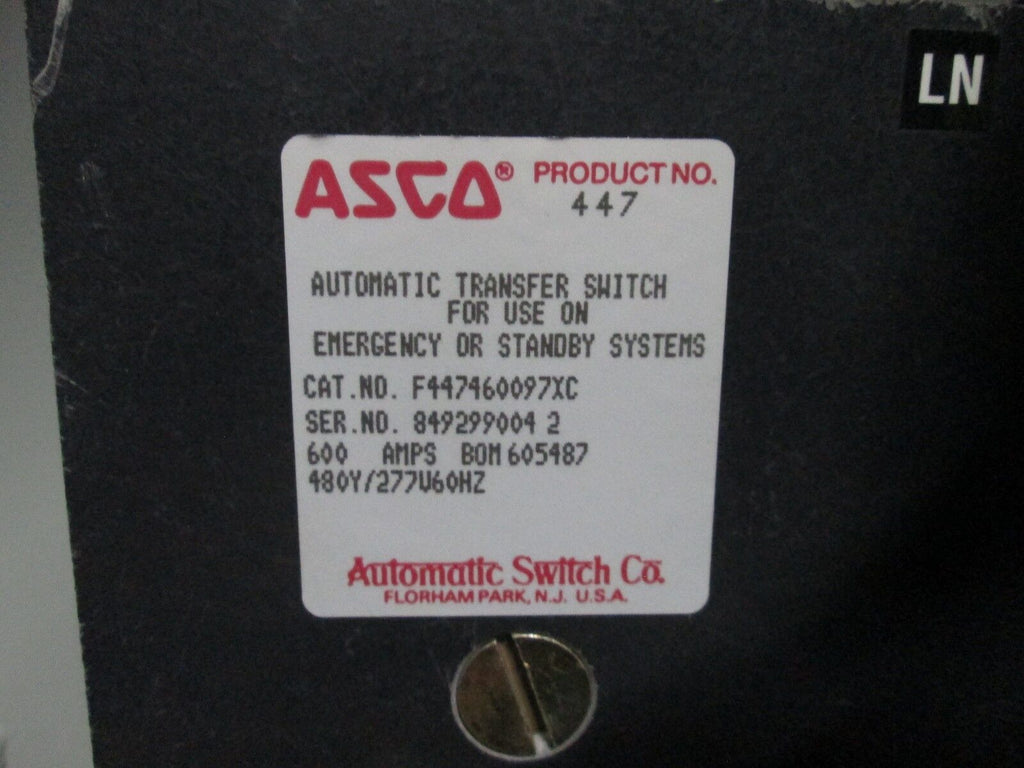 LN
ASCO® PRODUCT NO.
447
AUTOMATIC TRANSFER SWITCH
FOR USE ON
EMERGENCY OR STANDBY SYSTEMS
CAT.NO. F447460097XC
SER.NO. 849299004 2
600 AMPS BOM 605487
480Y/277V60HZ
Automatic Switch Co.
FLORHAM PARK, N.J. U.S.A.